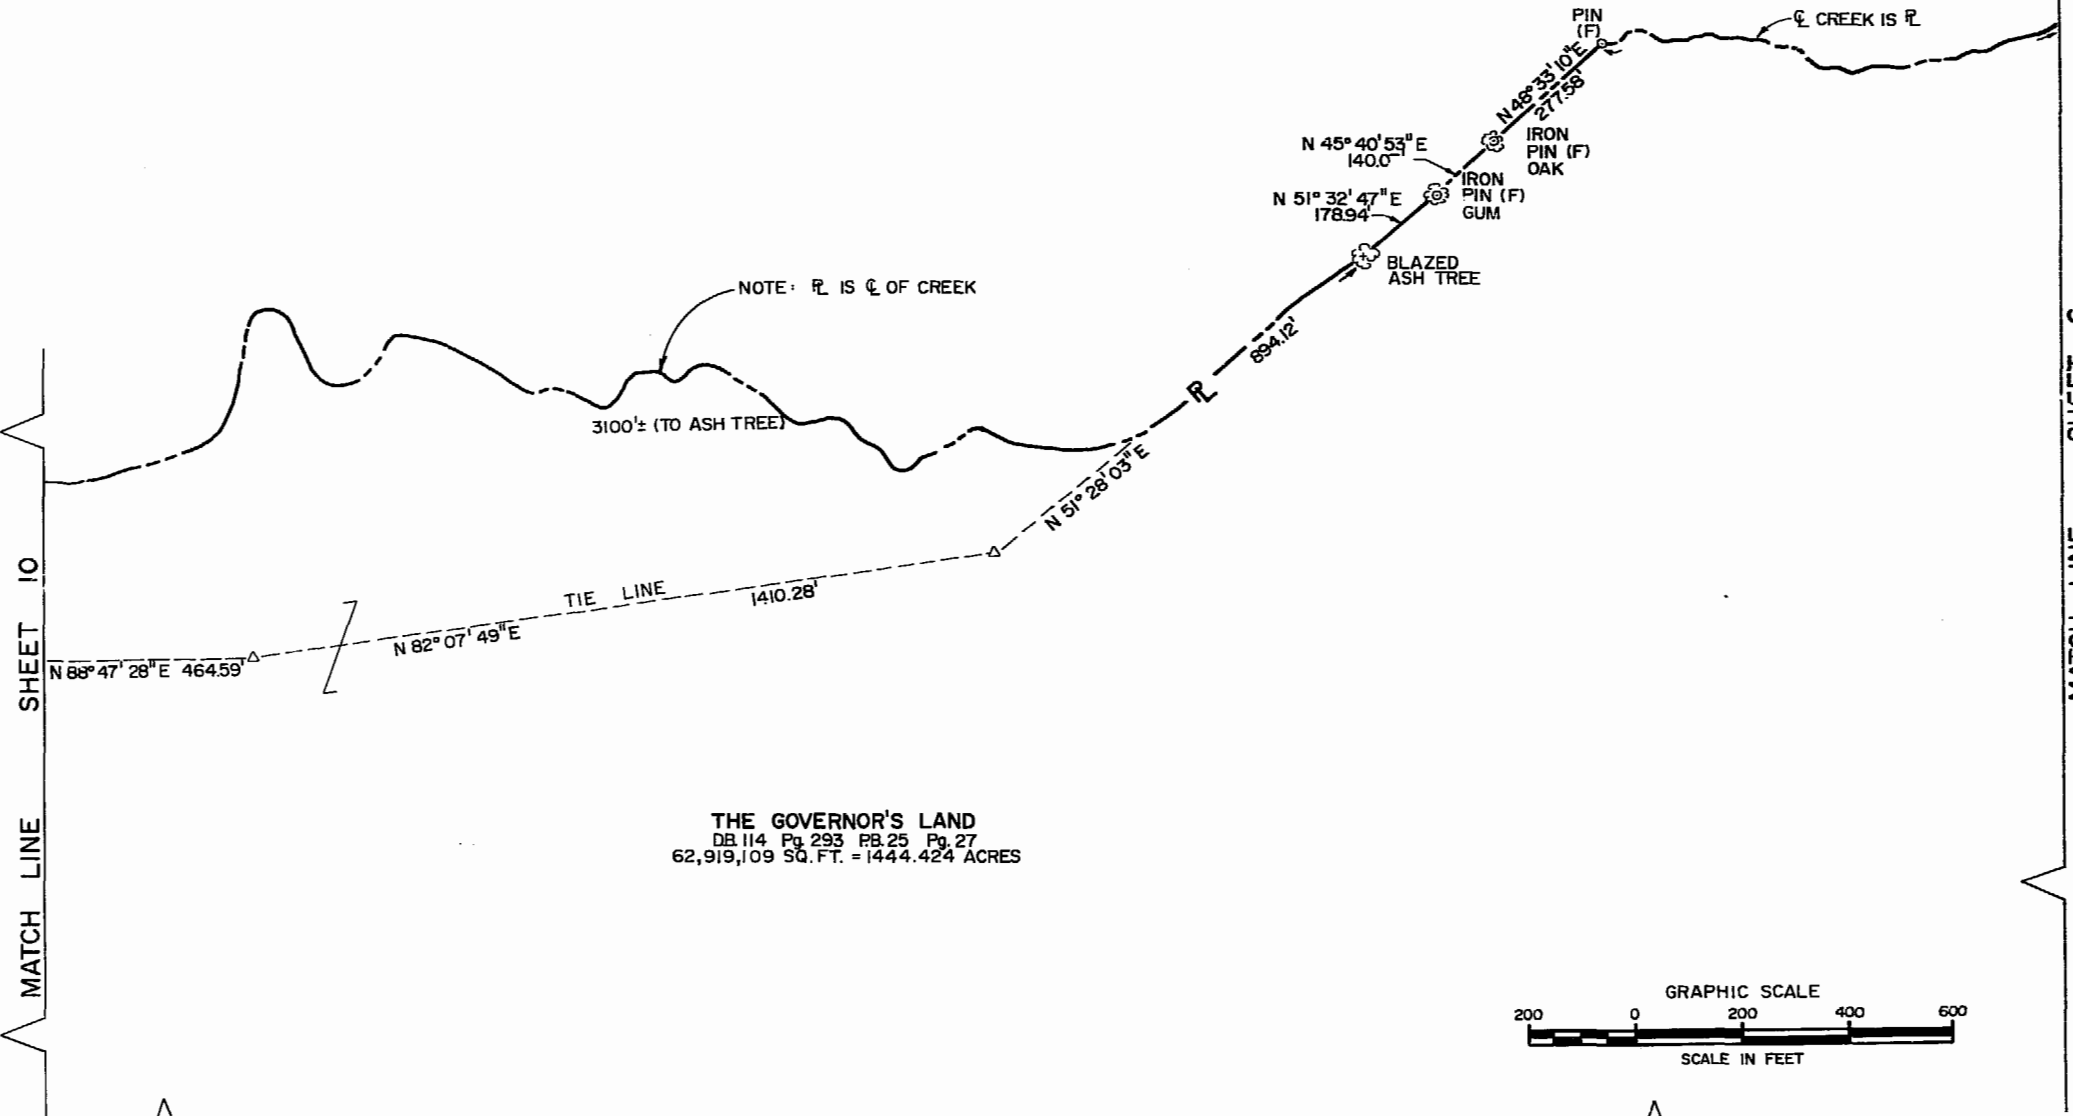 PIN
(F)
℄ CREEK IS ⅊
N 48° 33' 10" E
277.58'
N 45° 40' 53" E
IRON
PIN (F)
OAK
N 51° 32' 47" E
178.94'
IRON
PIN (F)
GUM
BLAZED
ASH TREE
NOTE: ⅊ IS ℄ OF CREEK
894.12'
⅊
3100'± (TO ASH TREE)
N 51° 28' 03" E
TIE LINE
1410.28'
N 82° 07' 49" E
N 88° 47' 28" E 464.59'
MATCH LINE SHEET 10
MATCH LINE SHEET
THE GOVERNOR'S LAND
D.B. 114 Pg. 293 P.B. 25 Pg. 27
62,919,109 SQ. FT. = 1444.424 ACRES
GRAPHIC SCALE
200 0 200 400 600
SCALE IN FEET